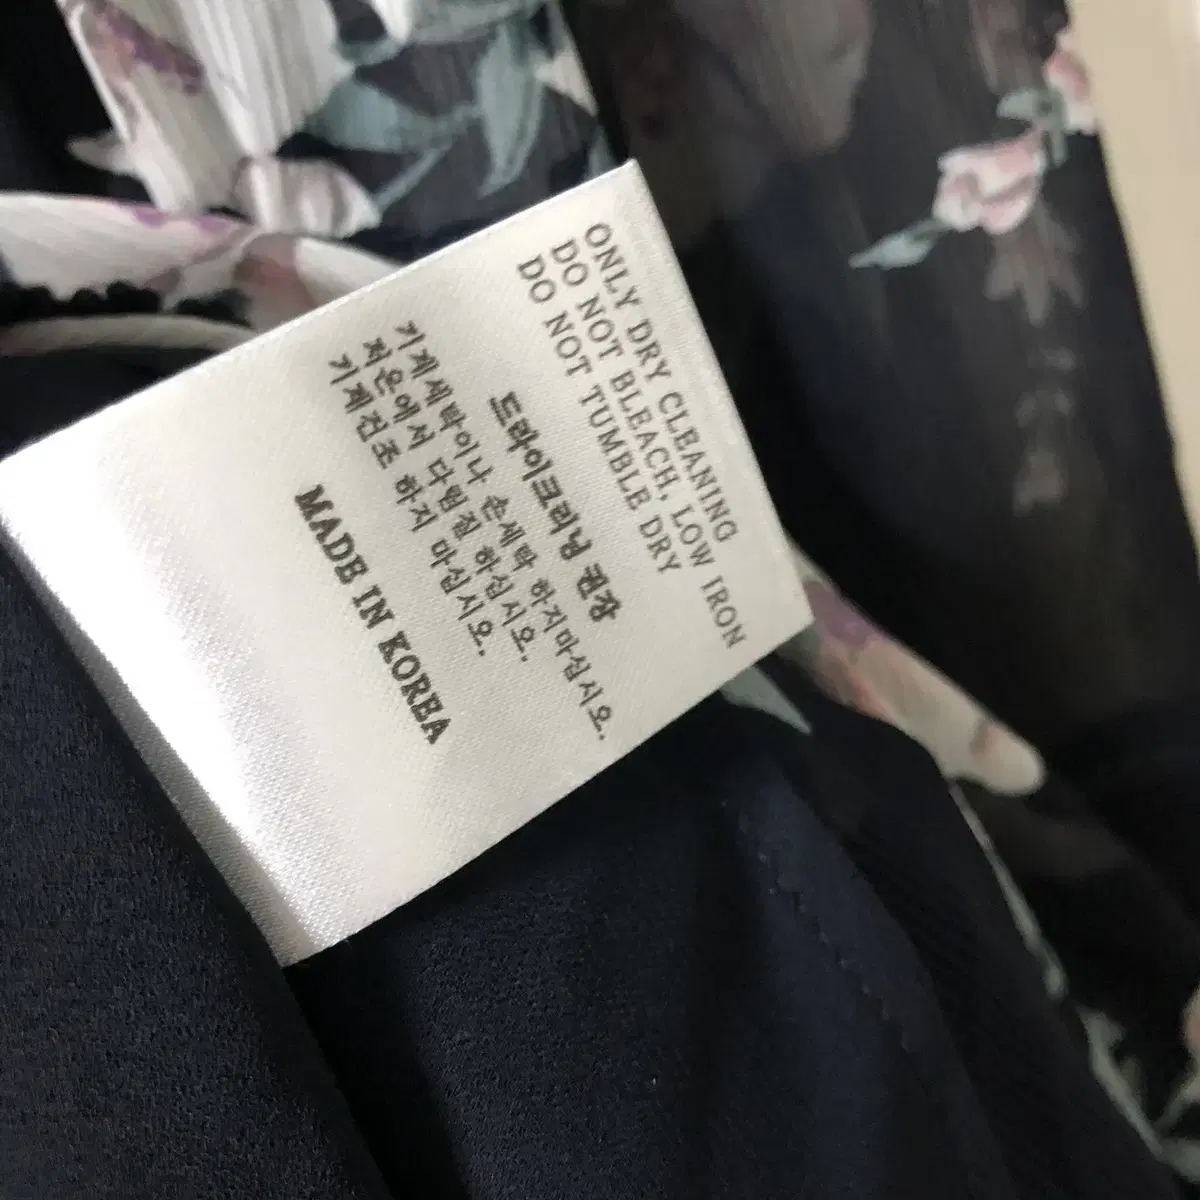 ONLY DRY CLEANING
DO NOT BLEACH, LOW IRON
DO NOT TUMBLE DRY
드라이크리닝 권장
기계세탁이나 손세탁 하지마십시오.
저온에서 다림질 하십시오.
기계건조 하지 마십시오.
MADE IN KOREA